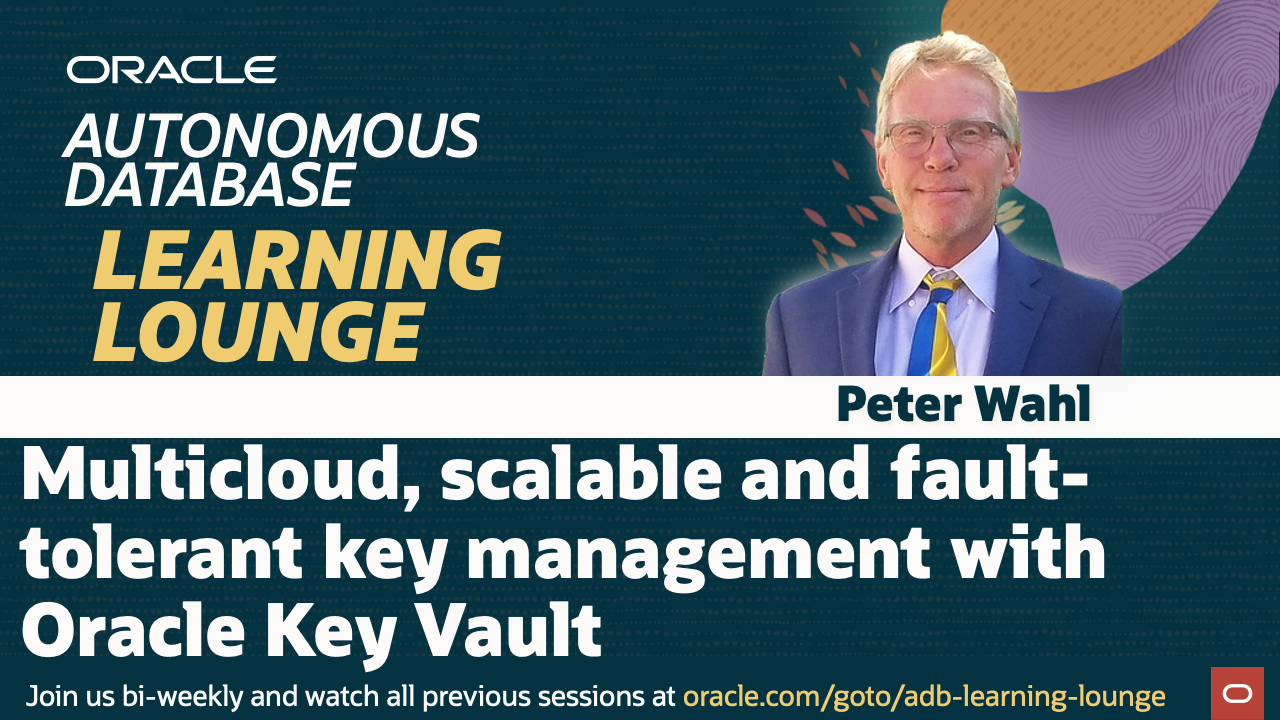 ORACLE
AUTONOMOUS
DATABASE
LEARNING
LOUNGE
Peter Wahl
Multicloud, scalable and fault-
tolerant key management with
Oracle Key Vault
Join us bi-weekly and watch all previous sessions at oracle.com/goto/adb-learning-lounge